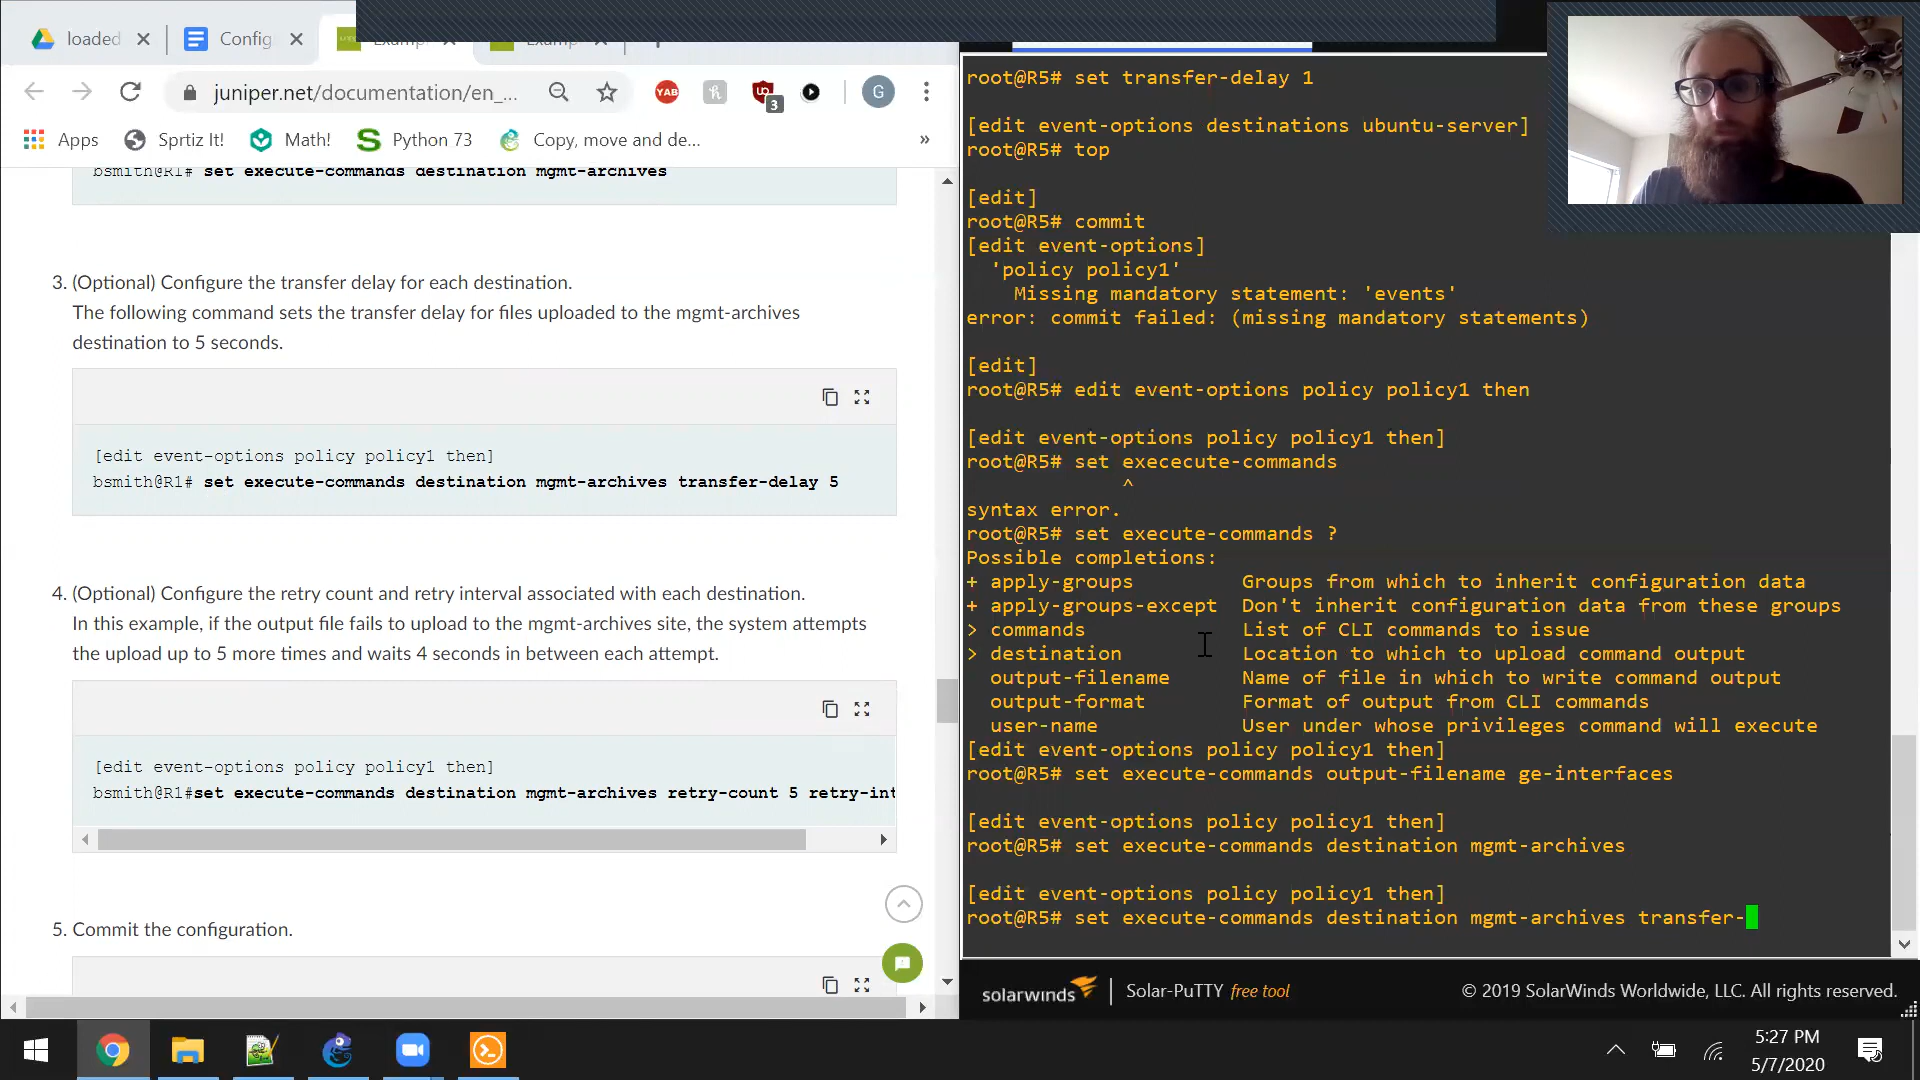 loaded
Config
juniper.net/documentation/en_...
YAB
3
G
Apps
Sprtiz It!
Math!
Python 73
Copy, move and de...
»
bsmith@R1# set execute-commands destination mgmt-archives
3. (Optional) Configure the transfer delay for each destination.
The following command sets the transfer delay for files uploaded to the mgmt-archives
destination to 5 seconds.
[edit event-options policy policy1 then]
bsmith@R1# set execute-commands destination mgmt-archives transfer-delay 5
4. (Optional) Configure the retry count and retry interval associated with each destination.
In this example, if the output file fails to upload to the mgmt-archives site, the system attempts
the upload up to 5 more times and waits 4 seconds in between each attempt.
[edit event-options policy policy1 then]
bsmith@R1#set execute-commands destination mgmt-archives retry-count 5 retry-int
5. Commit the configuration.
root@R5# set transfer-delay 1
[edit event-options destinations ubuntu-server]
root@R5# top
[edit]
root@R5# commit
[edit event-options]
'policy policy1'
Missing mandatory statement: 'events'
error: commit failed: (missing mandatory statements)
[edit]
root@R5# edit event-options policy policy1 then
[edit event-options policy policy1 then]
root@R5# set exececute-commands
^
syntax error.
root@R5# set execute-commands ?
Possible completions:
+ apply-groups Groups from which to inherit configuration data
+ apply-groups-except Don't inherit configuration data from these groups
> commands List of CLI commands to issue
> destination Location to which to upload command output
output-filename Name of file in which to write command output
output-format Format of output from CLI commands
user-name User under whose privileges command will execute
[edit event-options policy policy1 then]
root@R5# set execute-commands output-filename ge-interfaces
[edit event-options policy policy1 then]
root@R5# set execute-commands destination mgmt-archives
[edit event-options policy policy1 then]
root@R5# set execute-commands destination mgmt-archives transfer-
solarwinds
Solar-PuTTY free tool
© 2019 SolarWinds Worldwide, LLC. All rights reserved.
5:27 PM
5/7/2020